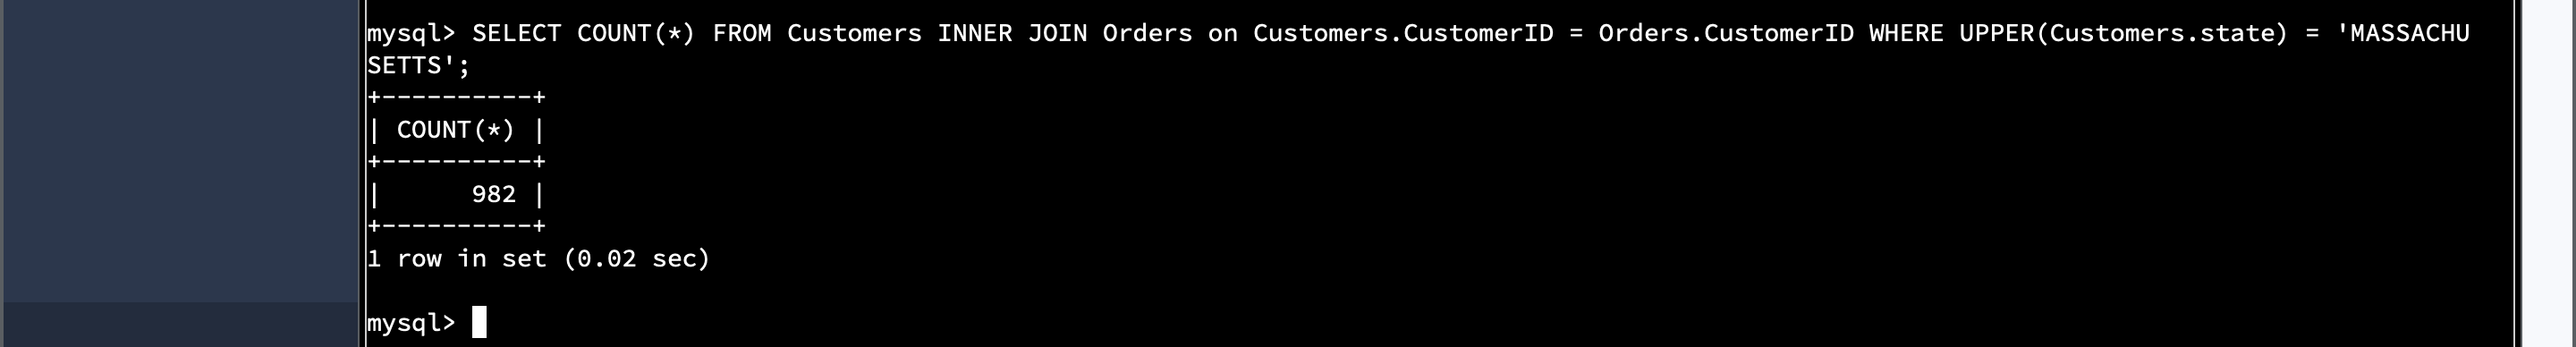 mysql> SELECT COUNT(*) FROM Customers INNER JOIN Orders on Customers.CustomerID = Orders.CustomerID WHERE UPPER(Customers.state) = 'MASSACHU
SETTS';
+----------+
| COUNT(*) |
+----------+
|      982 |
+----------+
1 row in set (0.02 sec)
mysql>